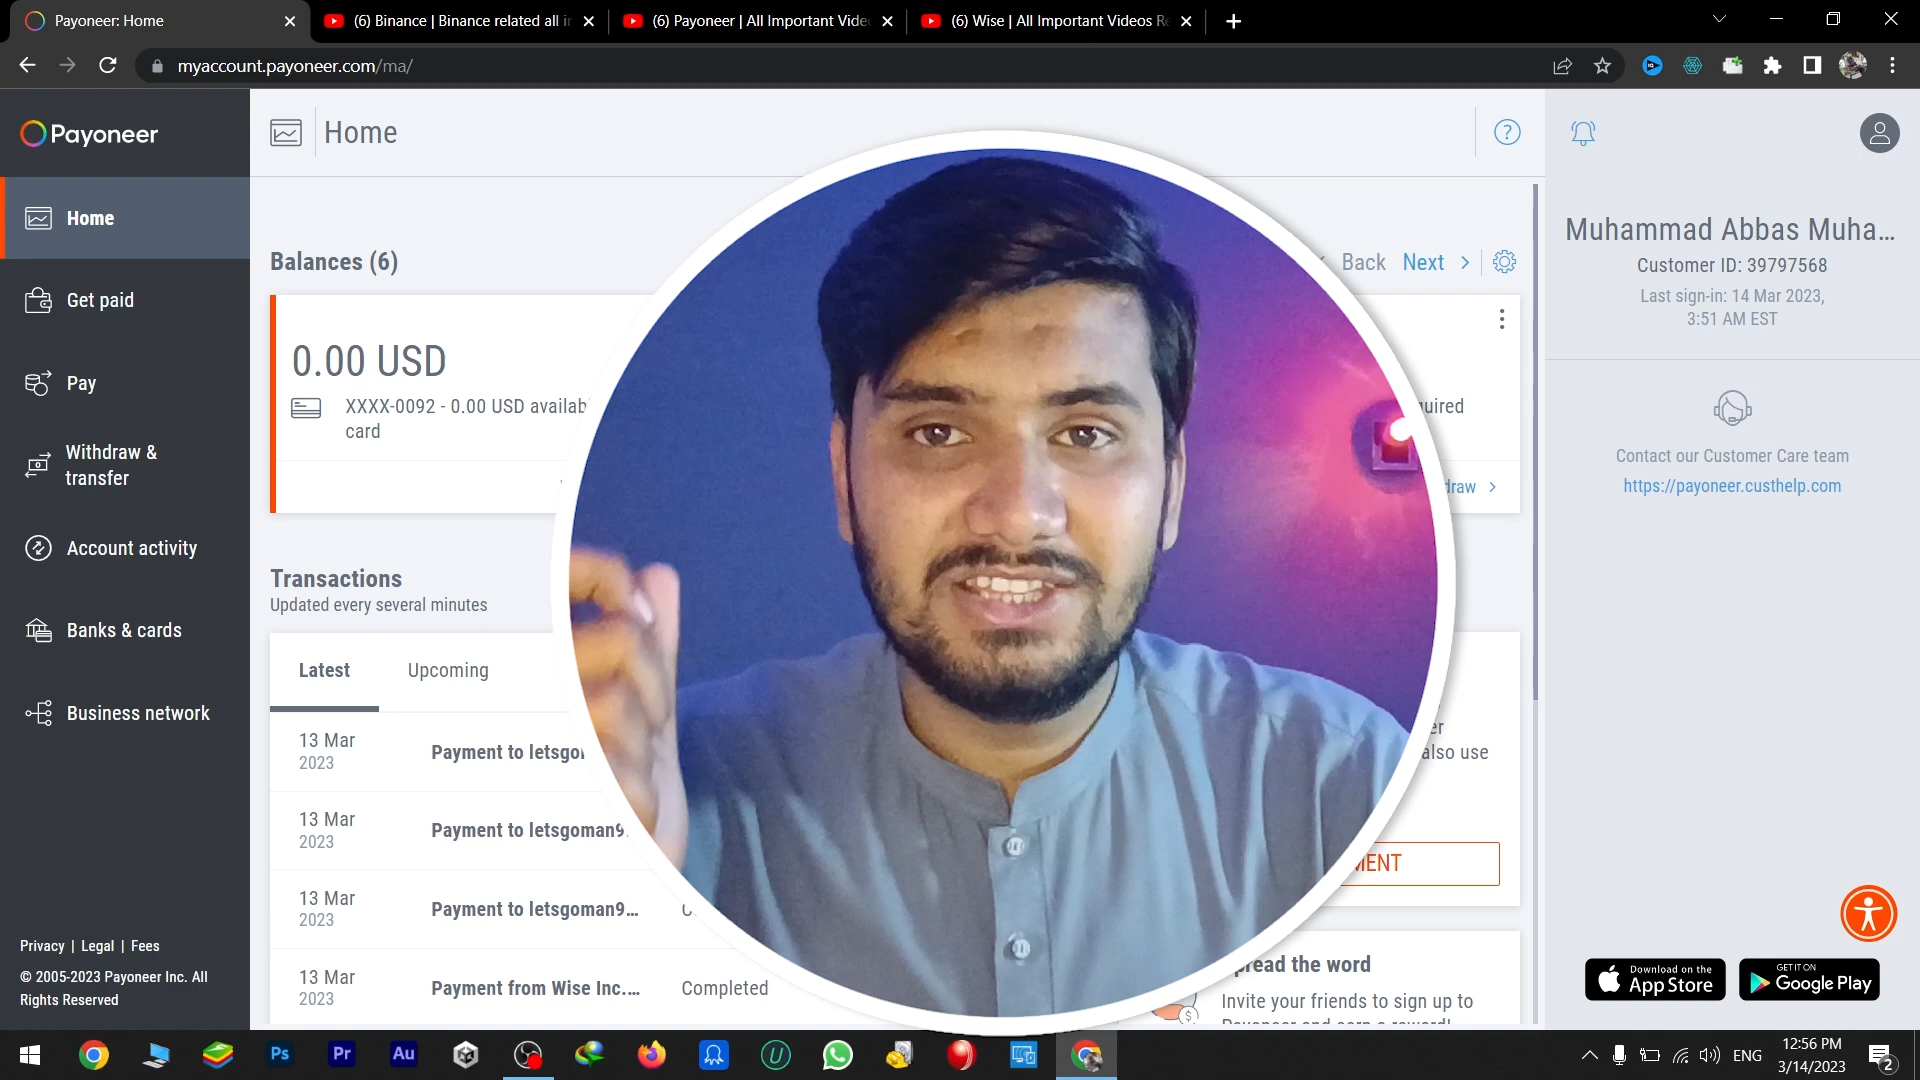 Payoneer: Home
(6) Binance | Binance related all i
(6) Payoneer | All Important Vide
(6) Wise | All Important Videos R
myaccount.payoneer.com/ma/
Payoneer
Home
Get paid
Pay
Withdraw &
transfer
Account activity
Banks & cards
Business network
Privacy | Legal | Fees
© 2005-2023 Payoneer Inc. All
Rights Reserved
Home
?
Balances (6)
Back
Next
0.00 USD
XXXX-0092 - 0.00 USD availab
card
uired
draw
Transactions
Updated every several minutes
Latest
Upcoming
13 Mar
2023
Payment to letsgo
13 Mar
2023
Payment to letsgoman9
13 Mar
2023
Payment to letsgoman9...
13 Mar
2023
Payment from Wise Inc....
Completed
er
also use
MENT
pread the word
Invite your friends to sign up to
Muhammad Abbas Muha...
Customer ID: 39797568
Last sign-in: 14 Mar 2023,
3:51 AM EST
Contact our Customer Care team
https://payoneer.custhelp.com
Download on the
App Store
GET IT ON
Google Play
Ps
Pr
Au
ENG
12:56 PM
3/14/2023
2